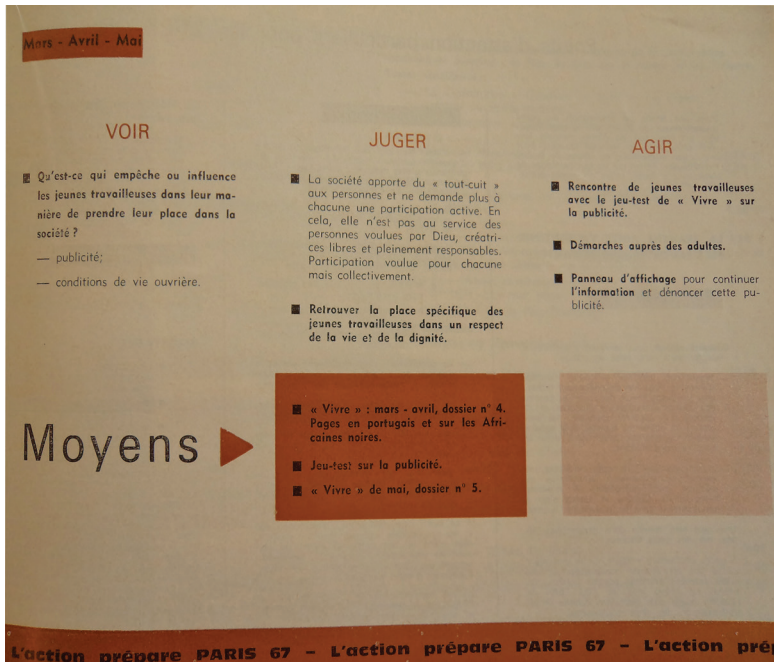 Mars - Avril - Mai
VOIR
Qu'est-ce qui empêche ou influence
les jeunes travailleuses dans leur ma-
nière de prendre leur place dans la
société ?
— publicité;
— conditions de vie ouvrière.
JUGER
La société apporte du « tout-cuit »
aux personnes et ne demande plus à
chacune une participation active. En
cela, elle n'est pas au service des
personnes voulues par Dieu, créatri-
ces libres et pleinement responsables.
Participation voulue pour chacune
mais collectivement.
Retrouver la place spécifique des
jeunes travailleuses dans un respect
de la vie et de la dignité.
AGIR
Rencontre de jeunes travailleuses
avec le jeu-test de « Vivre » sur
la publicité.
Démarches auprès des adultes.
Panneau d'affichage pour continuer
l'information et dénoncer cette pu-
blicité.
Moyens
« Vivre » : mars - avril, dossier n° 4.
Pages en portugais et sur les Afri-
caines noires.
Jeu-test sur la publicité.
« Vivre » de mai, dossier n° 5.
L'action prépare PARIS 67 – L'action prépare PARIS 67 – L'action pré